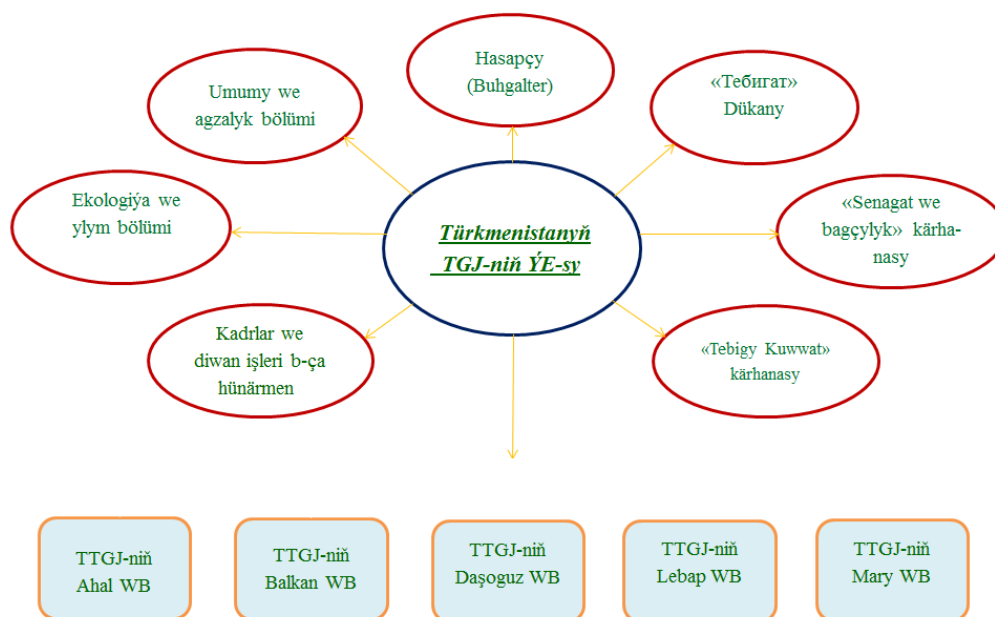 Hasapçy
(Buhgalter)
Umumy we
agzalyk bölümi
«Тебигат»
Dükany
Ekologiýa we
ylym bölümi
Türkmenistanyň
TGJ-niň ÝE-sy
«Senagat we
bagçylyk» kärha-
nasy
Kadrlar we
diwan işleri b-ça
hünärmen
«Tebigy Kuwwat»
kärhanasy
TTGJ-niň
Ahal WB
TTGJ-niň
Balkan WB
TTGJ-niň
Daşoguz WB
TTGJ-niň
Lebap WB
TTGJ-niň
Mary WB